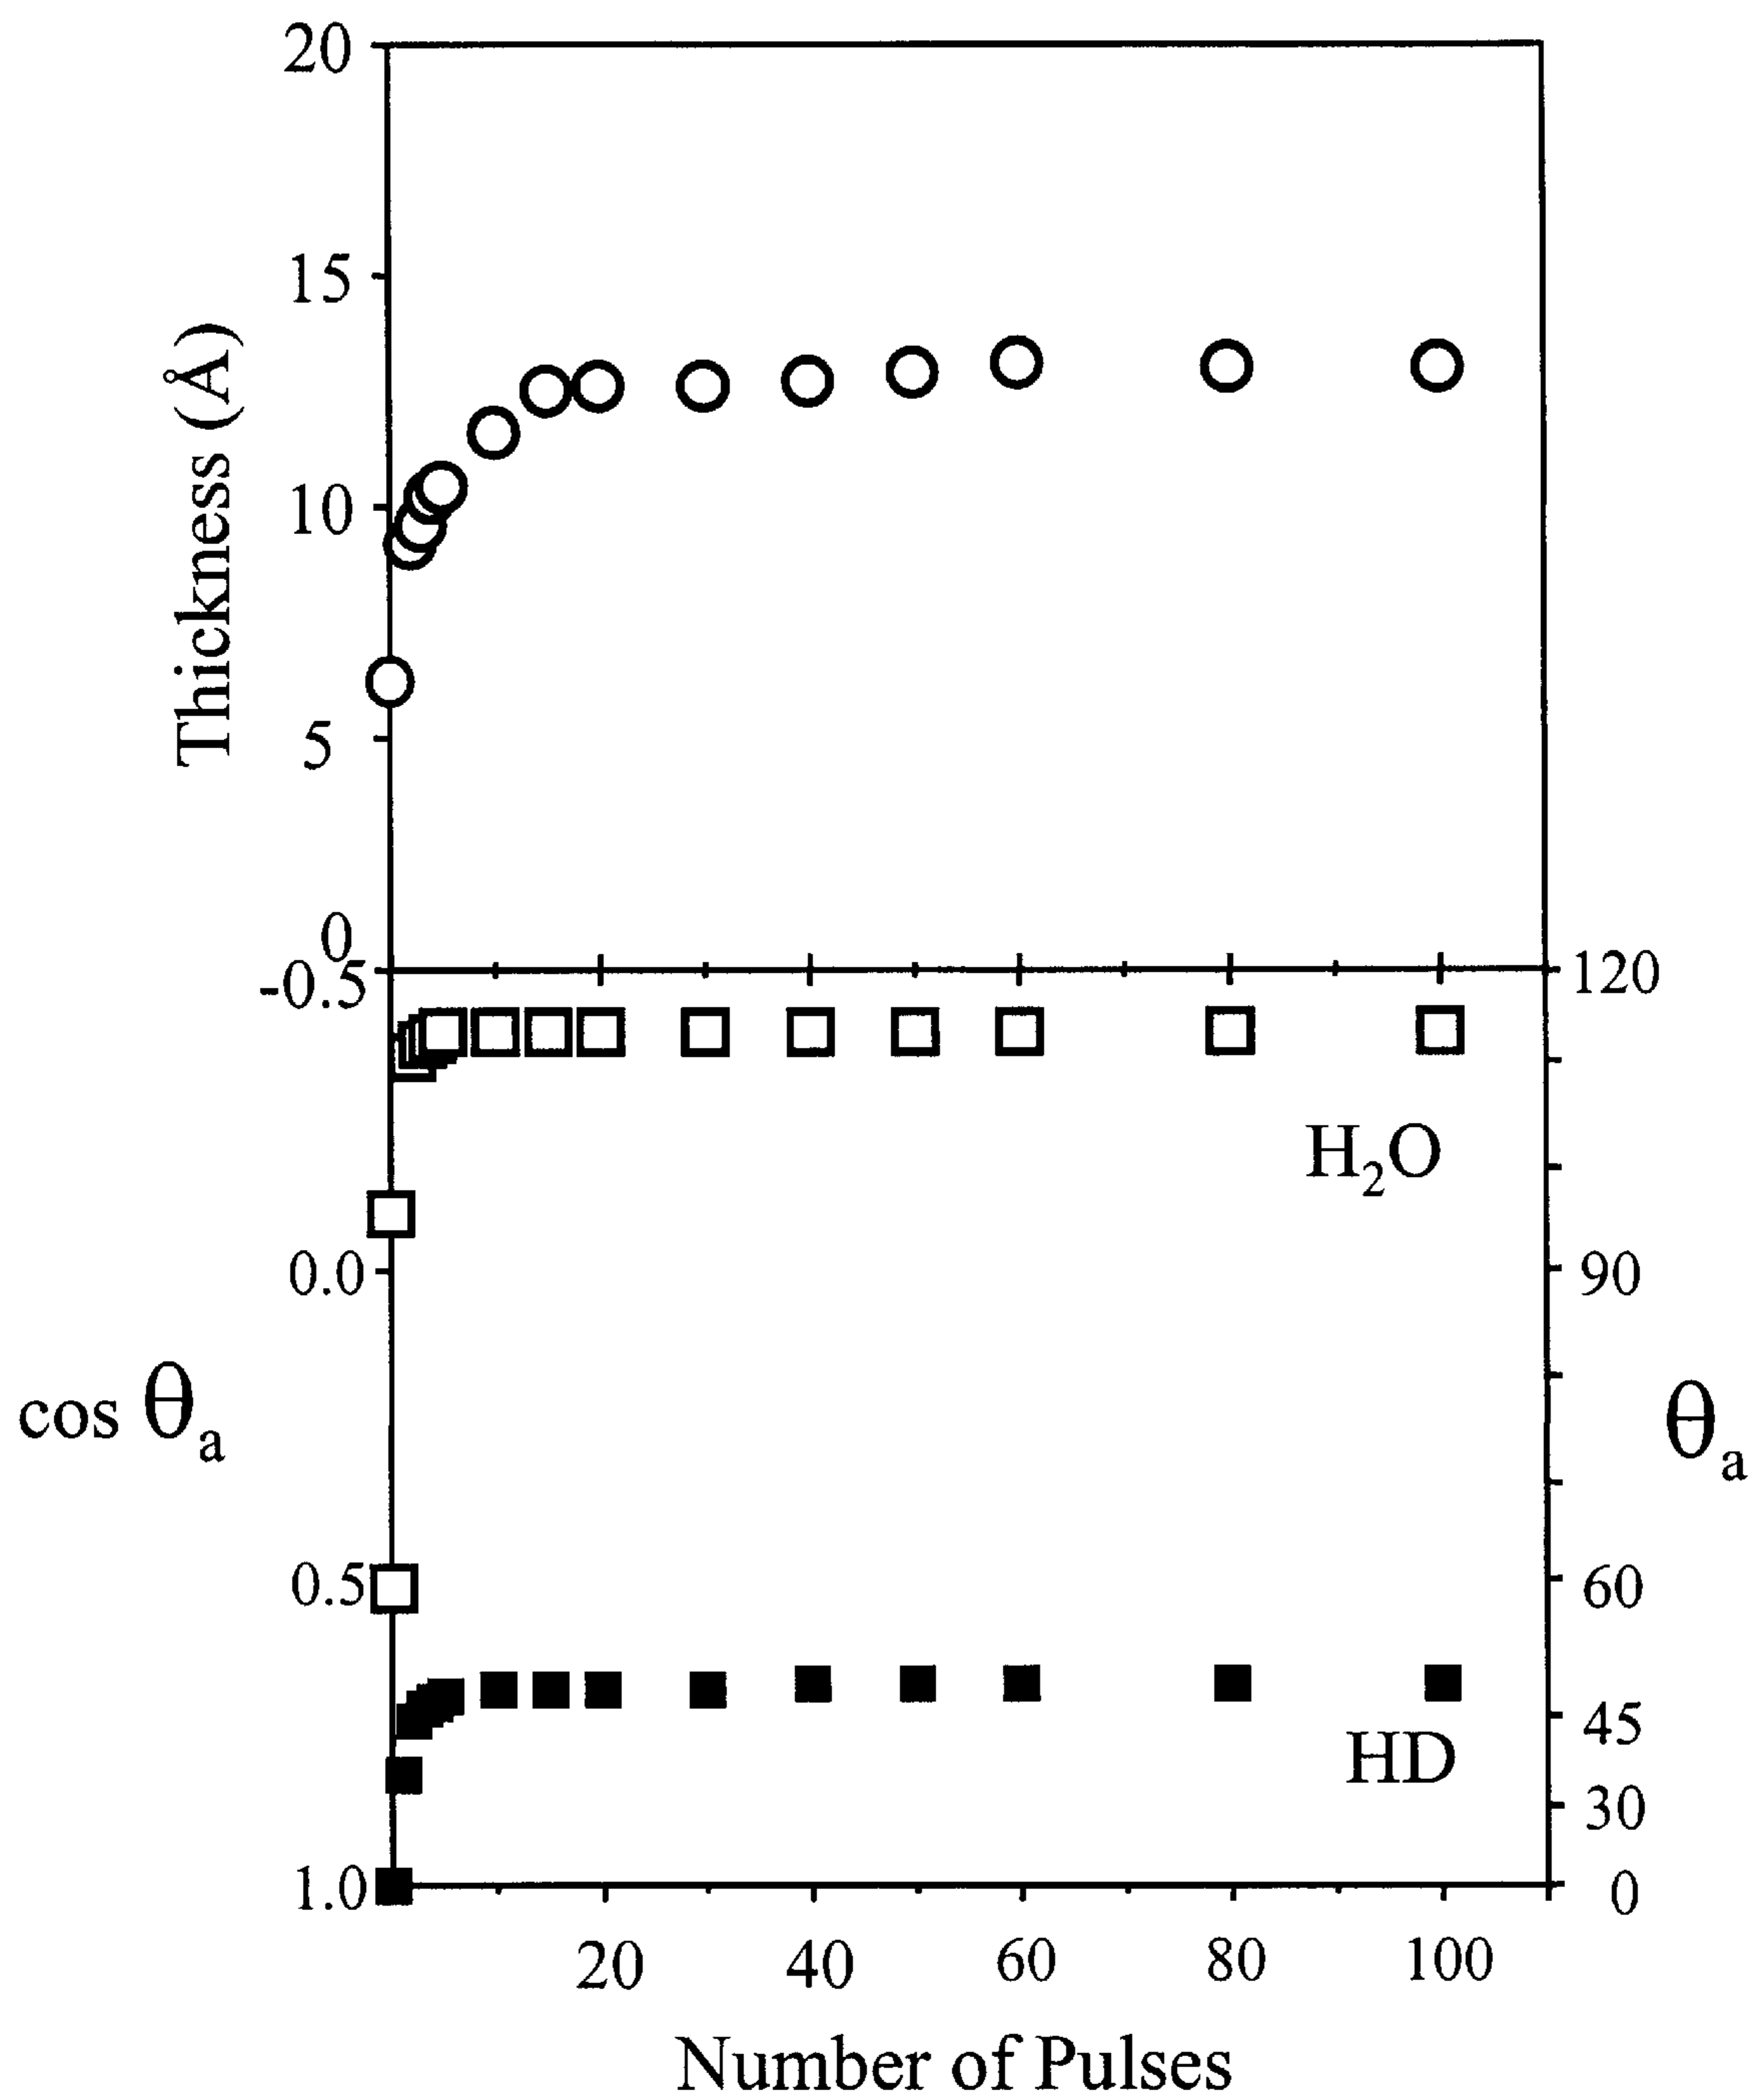 20
15
Thickness (Å)
10
5
0
-0.5
120
H₂O
0.0
90
cos θₐ
θₐ
0.5
60
45
HD
30
1.0
0
20 40 60 80 100
Number of Pulses